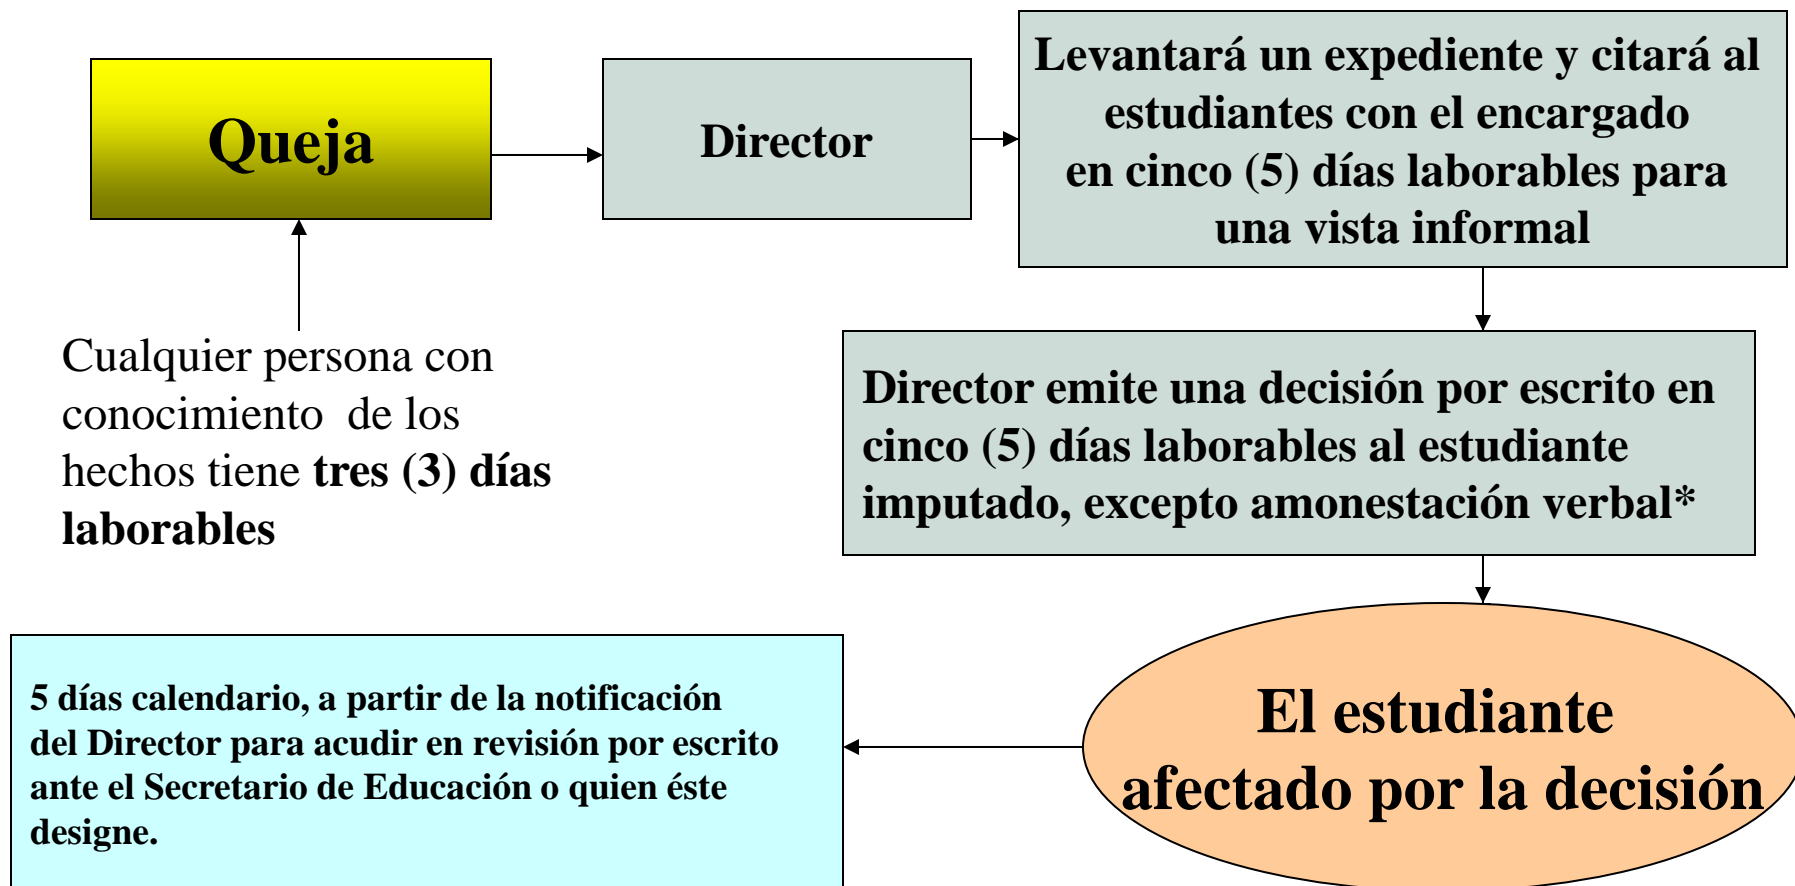 Queja
Director
Levantará un expediente y citará al
estudiantes con el encargado
en cinco (5) días laborables para
una vista informal
Cualquier persona con
conocimiento  de los
hechos tiene tres (3) días
laborables
Director emite una decisión por escrito en
cinco (5) días laborables al estudiante
imputado, excepto amonestación verbal*
El estudiante
afectado por la decisión
5 días calendario, a partir de la notificación
del Director para acudir en revisión por escrito
ante el Secretario de Educación o quien éste
designe.